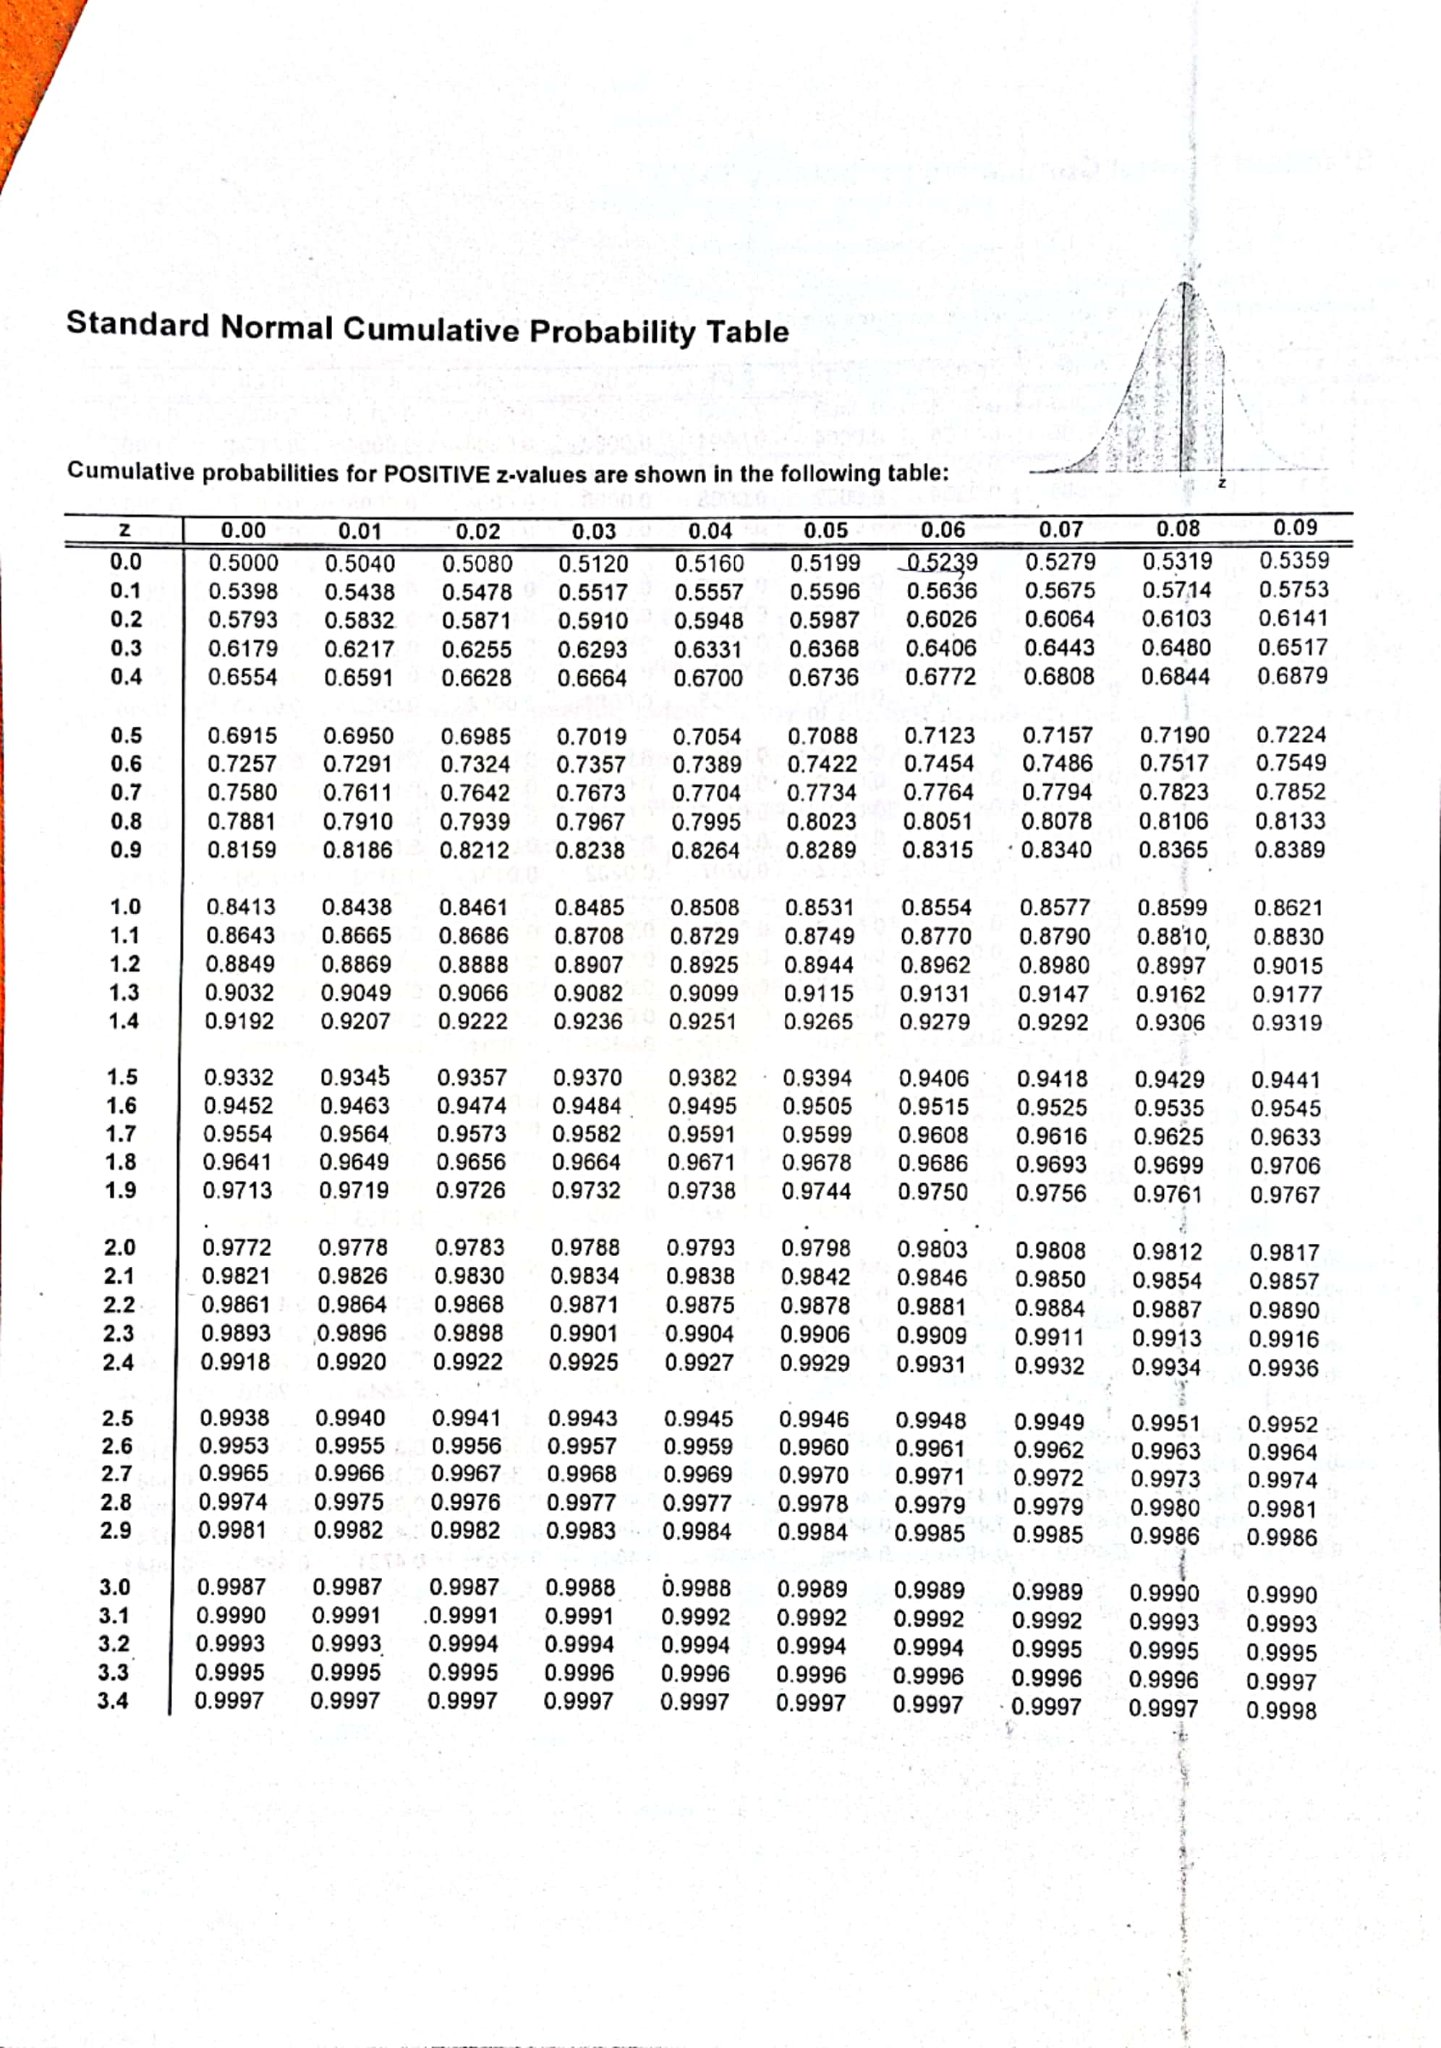 Standard Normal Cumulative Probability Table
Cumulative probabilities for POSITIVE z-values are shown in the following table:
z
z 0.00 0.01 0.02 0.03 0.04 0.05 0.06 0.07 0.08 0.09
0.0 0.5000 0.5040 0.5080 0.5120 0.5160 0.5199 0.5239 0.5279 0.5319 0.5359
0.1 0.5398 0.5438 0.5478 0.5517 0.5557 0.5596 0.5636 0.5675 0.5714 0.5753
0.2 0.5793 0.5832 0.5871 0.5910 0.5948 0.5987 0.6026 0.6064 0.6103 0.6141
0.3 0.6179 0.6217 0.6255 0.6293 0.6331 0.6368 0.6406 0.6443 0.6480 0.6517
0.4 0.6554 0.6591 0.6628 0.6664 0.6700 0.6736 0.6772 0.6808 0.6844 0.6879
0.5 0.6915 0.6950 0.6985 0.7019 0.7054 0.7088 0.7123 0.7157 0.7190 0.7224
0.6 0.7257 0.7291 0.7324 0.7357 0.7389 0.7422 0.7454 0.7486 0.7517 0.7549
0.7 0.7580 0.7611 0.7642 0.7673 0.7704 0.7734 0.7764 0.7794 0.7823 0.7852
0.8 0.7881 0.7910 0.7939 0.7967 0.7995 0.8023 0.8051 0.8078 0.8106 0.8133
0.9 0.8159 0.8186 0.8212 0.8238 0.8264 0.8289 0.8315 0.8340 0.8365 0.8389
1.0 0.8413 0.8438 0.8461 0.8485 0.8508 0.8531 0.8554 0.8577 0.8599 0.8621
1.1 0.8643 0.8665 0.8686 0.8708 0.8729 0.8749 0.8770 0.8790 0.8810 0.8830
1.2 0.8849 0.8869 0.8888 0.8907 0.8925 0.8944 0.8962 0.8980 0.8997 0.9015
1.3 0.9032 0.9049 0.9066 0.9082 0.9099 0.9115 0.9131 0.9147 0.9162 0.9177
1.4 0.9192 0.9207 0.9222 0.9236 0.9251 0.9265 0.9279 0.9292 0.9306 0.9319
1.5 0.9332 0.9345 0.9357 0.9370 0.9382 0.9394 0.9406 0.9418 0.9429 0.9441
1.6 0.9452 0.9463 0.9474 0.9484 0.9495 0.9505 0.9515 0.9525 0.9535 0.9545
1.7 0.9554 0.9564 0.9573 0.9582 0.9591 0.9599 0.9608 0.9616 0.9625 0.9633
1.8 0.9641 0.9649 0.9656 0.9664 0.9671 0.9678 0.9686 0.9693 0.9699 0.9706
1.9 0.9713 0.9719 0.9726 0.9732 0.9738 0.9744 0.9750 0.9756 0.9761 0.9767
2.0 0.9772 0.9778 0.9783 0.9788 0.9793 0.9798 0.9803 0.9808 0.9812 0.9817
2.1 0.9821 0.9826 0.9830 0.9834 0.9838 0.9842 0.9846 0.9850 0.9854 0.9857
2.2 0.9861 0.9864 0.9868 0.9871 0.9875 0.9878 0.9881 0.9884 0.9887 0.9890
2.3 0.9893 0.9896 0.9898 0.9901 0.9904 0.9906 0.9909 0.9911 0.9913 0.9916
2.4 0.9918 0.9920 0.9922 0.9925 0.9927 0.9929 0.9931 0.9932 0.9934 0.9936
2.5 0.9938 0.9940 0.9941 0.9943 0.9945 0.9946 0.9948 0.9949 0.9951 0.9952
2.6 0.9953 0.9955 0.9956 0.9957 0.9959 0.9960 0.9961 0.9962 0.9963 0.9964
2.7 0.9965 0.9966 0.9967 0.9968 0.9969 0.9970 0.9971 0.9972 0.9973 0.9974
2.8 0.9974 0.9975 0.9976 0.9977 0.9977 0.9978 0.9979 0.9979 0.9980 0.9981
2.9 0.9981 0.9982 0.9982 0.9983 0.9984 0.9984 0.9985 0.9985 0.9986 0.9986
3.0 0.9987 0.9987 0.9987 0.9988 0.9988 0.9989 0.9989 0.9989 0.9990 0.9990
3.1 0.9990 0.9991 0.9991 0.9991 0.9992 0.9992 0.9992 0.9992 0.9993 0.9993
3.2 0.9993 0.9993 0.9994 0.9994 0.9994 0.9994 0.9994 0.9995 0.9995 0.9995
3.3 0.9995 0.9995 0.9995 0.9996 0.9996 0.9996 0.9996 0.9996 0.9996 0.9997
3.4 0.9997 0.9997 0.9997 0.9997 0.9997 0.9997 0.9997 0.9997 0.9997 0.9998